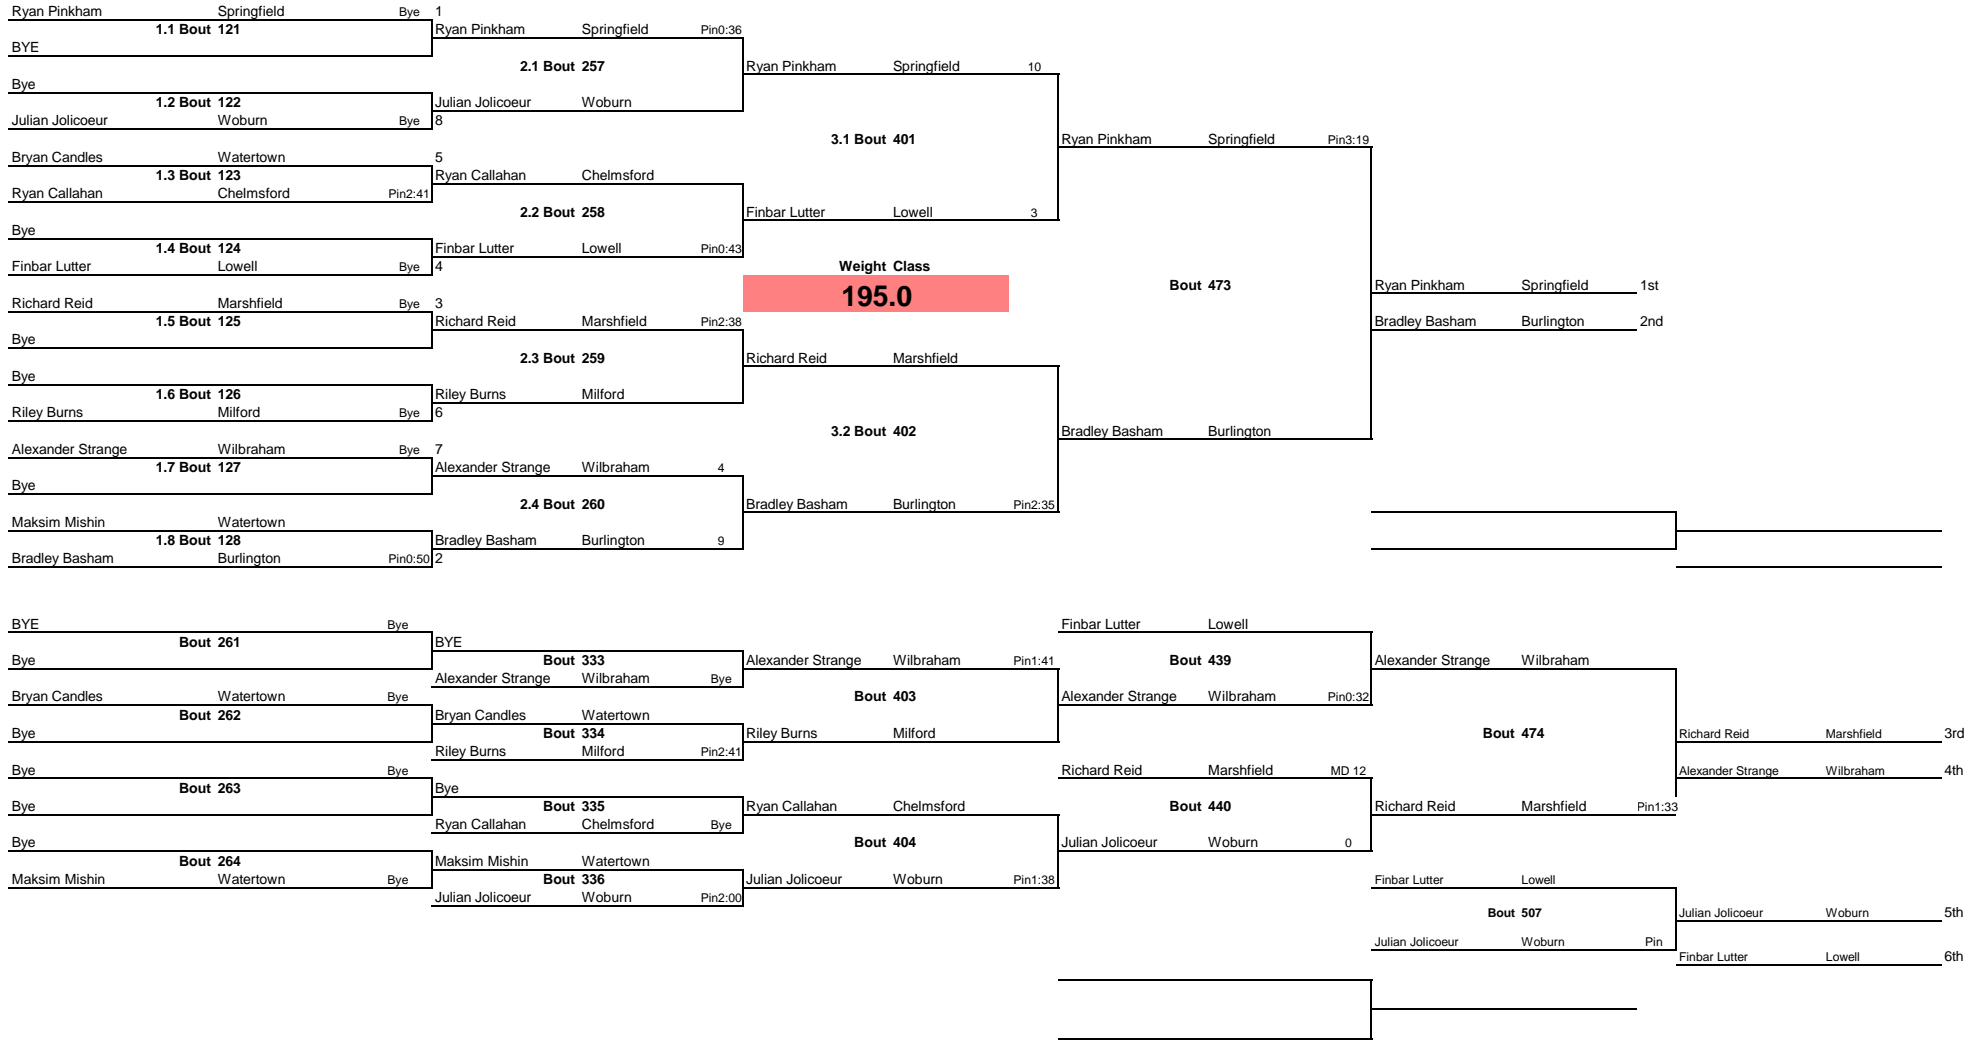 Ryan Pinkham Springfield Bye 1
1.1 Bout 121 Ryan Pinkham Springfield Pin0:36
BYE
2.1 Bout 257 Ryan Pinkham Springfield 10
Bye
1.2 Bout 122 Julian Jolicoeur Woburn
Julian Jolicoeur Woburn Bye 8
3.1 Bout 401 Ryan Pinkham Springfield Pin3:19
Bryan Candles Watertown 5
1.3 Bout 123 Ryan Callahan Chelmsford
Ryan Callahan Chelmsford Pin2:41
2.2 Bout 258 Finbar Lutter Lowell 3
Bye
1.4 Bout 124 Finbar Lutter Lowell Pin0:43
Finbar Lutter Lowell Bye 4 Weight Class
Bout 473 Ryan Pinkham Springfield 1st
195.0
Richard Reid Marshfield Bye 3
1.5 Bout 125 Richard Reid Marshfield Pin2:38 Bradley Basham Burlington 2nd
Bye
2.3 Bout 259 Richard Reid Marshfield
Bye
1.6 Bout 126 Riley Burns Milford
Riley Burns Milford Bye 6
3.2 Bout 402 Bradley Basham Burlington
Alexander Strange Wilbraham Bye 7
1.7 Bout 127 Alexander Strange Wilbraham 4
Bye
2.4 Bout 260 Bradley Basham Burlington Pin2:35
Maksim Mishin Watertown
1.8 Bout 128 Bradley Basham Burlington 9
Bradley Basham Burlington Pin0:50 2
BYE Bye Finbar Lutter Lowell
Bout 261 BYE
Bye Bout 333 Alexander Strange Wilbraham Pin1:41 Bout 439 Alexander Strange Wilbraham
Alexander Strange Wilbraham Bye
Bryan Candles Watertown Bye Bout 403 Alexander Strange Wilbraham Pin0:32
Bout 262 Bryan Candles Watertown
Bye Bout 334 Riley Burns Milford Bout 474 Richard Reid Marshfield 3rd
Riley Burns Milford Pin2:41
Bye Bye Richard Reid Marshfield MD 12 Alexander Strange Wilbraham 4th
Bout 263 Bye
Bye Bout 335 Ryan Callahan Chelmsford Bout 440 Richard Reid Marshfield Pin1:33
Ryan Callahan Chelmsford Bye
Bye Bout 404 Julian Jolicoeur Woburn 0
Bout 264 Maksim Mishin Watertown
Maksim Mishin Watertown Bye Bout 336 Julian Jolicoeur Woburn Pin1:38 Finbar Lutter Lowell
Julian Jolicoeur Woburn Pin2:00
Bout 507 Julian Jolicoeur Woburn 5th
Julian Jolicoeur Woburn Pin
Finbar Lutter Lowell 6th